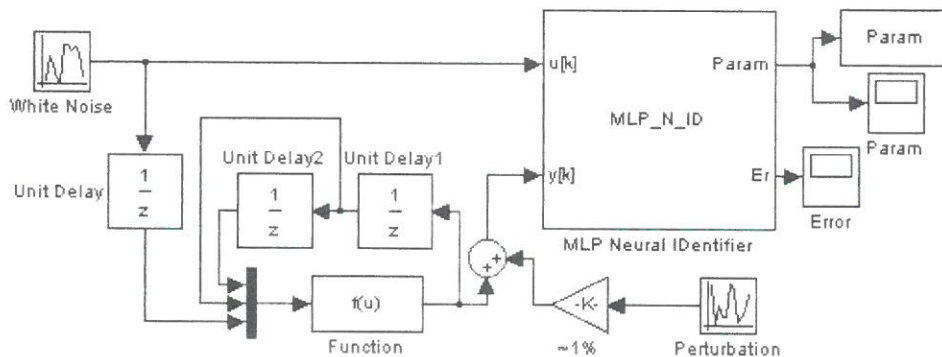 White Noise
u[k]
y[k]
Param
Er
MLP_N_ID
MLP Neural IDentifier
Param
Param
Error
Unit Delay
1
z
Unit Delay2
1
z
Unit Delay1
1
z
f(u)
Function
+
+
-K-
~1%
Perturbation